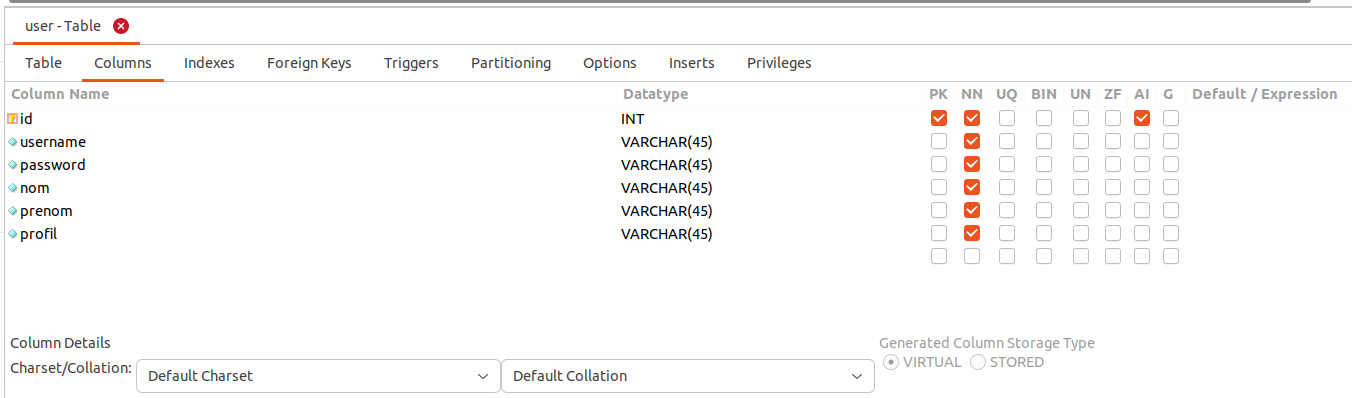 user - Table
Table Columns Indexes Foreign Keys Triggers Partitioning Options Inserts Privileges
Column Name Datatype PK NN UQ BIN UN ZF AI G Default / Expression
id INT
username VARCHAR(45)
password VARCHAR(45)
nom VARCHAR(45)
prenom VARCHAR(45)
profil VARCHAR(45)
Column Details Generated Column Storage Type
Charset/Collation: Default Charset Default Collation VIRTUAL STORED